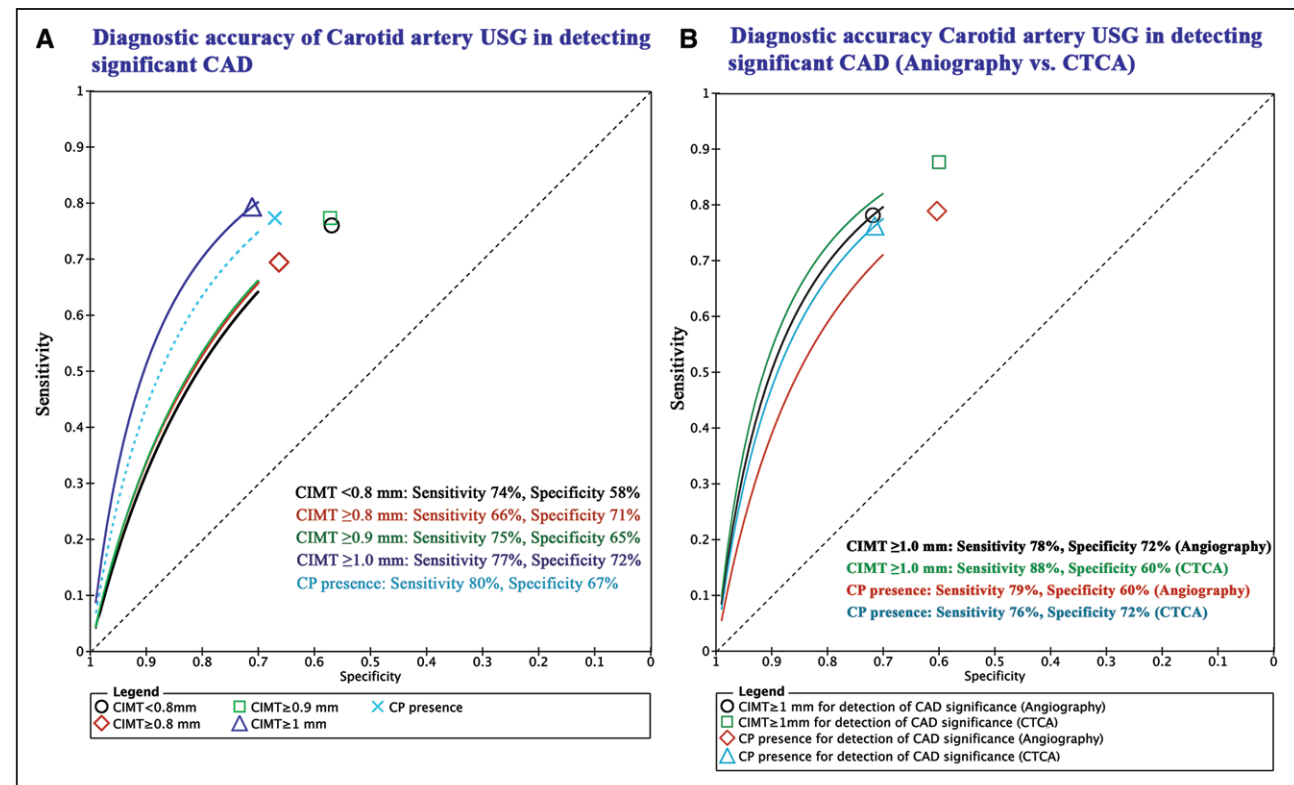 A
Diagnostic accuracy of Carotid artery USG in detecting
significant CAD
1
0.9
0.8
0.7
0.6
0.5
0.4
0.3
0.2
0.1
0
Sensitivity
CIMT <0.8 mm: Sensitivity 74%, Specificity 58%
CIMT ≥0.8 mm: Sensitivity 66%, Specificity 71%
CIMT ≥0.9 mm: Sensitivity 75%, Specificity 65%
CIMT ≥1.0 mm: Sensitivity 77%, Specificity 72%
CP presence: Sensitivity 80%, Specificity 67%
1 0.9 0.8 0.7 0.6 0.5 0.4 0.3 0.2 0.1 0
Specificity
Legend
CIMT<0.8mm CIMT≥0.9 mm CP presence
CIMT≥0.8 mm CIMT≥1 mm
B
Diagnostic accuracy Carotid artery USG in detecting
significant CAD (Aniography vs. CTCA)
1
0.9
0.8
0.7
0.6
0.5
0.4
0.3
0.2
0.1
0
Sensitivity
CIMT ≥1.0 mm: Sensitivity 78%, Specificity 72% (Angiography)
CIMT ≥1.0 mm: Sensitivity 88%, Specificity 60% (CTCA)
CP presence: Sensitivity 79%, Specificity 60% (Angiography)
CP presence: Sensitivity 76%, Specificity 72% (CTCA)
1 0.9 0.8 0.7 0.6 0.5 0.4 0.3 0.2 0.1 0
Specificity
Legend
CIMT≥1 mm for detection of CAD significance (Angiography)
CIMT≥1mm for detection of CAD significance (CTCA)
CP presence for detection of CAD significance (Angiography)
CP presence for detection of CAD significance (CTCA)